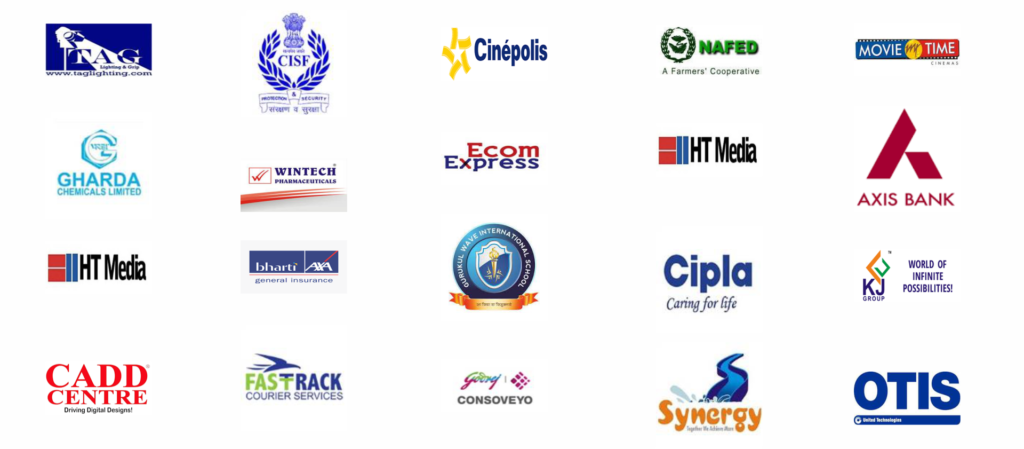 TAG
Lighting & Grip
www.taglighting.com
CISF
PROTECTION & SECURITY
संरक्षण व सुरक्षा
Cinépolis
NAFED
A Farmers' Cooperative
MOVIE my TIME
CINEMAS
GHARDA
CHEMICALS LIMITED
WINTECH
PHARMACEUTICALS
Ecom
Express
HT Media
AXIS BANK
HT Media
bharti AXA
general insurance
GURUKUL WAVE INTERNATIONAL SCHOOL
Cipla
Caring for life
KJ
GROUP
WORLD OF
INFINITE
POSSIBILITIES!
CADD
CENTRE
Driving Digital Designs!
FASTRACK
COURIER SERVICES
Godrej
CONSOVEYO
Synergy
Together We Achieve More
OTIS
United Technologies